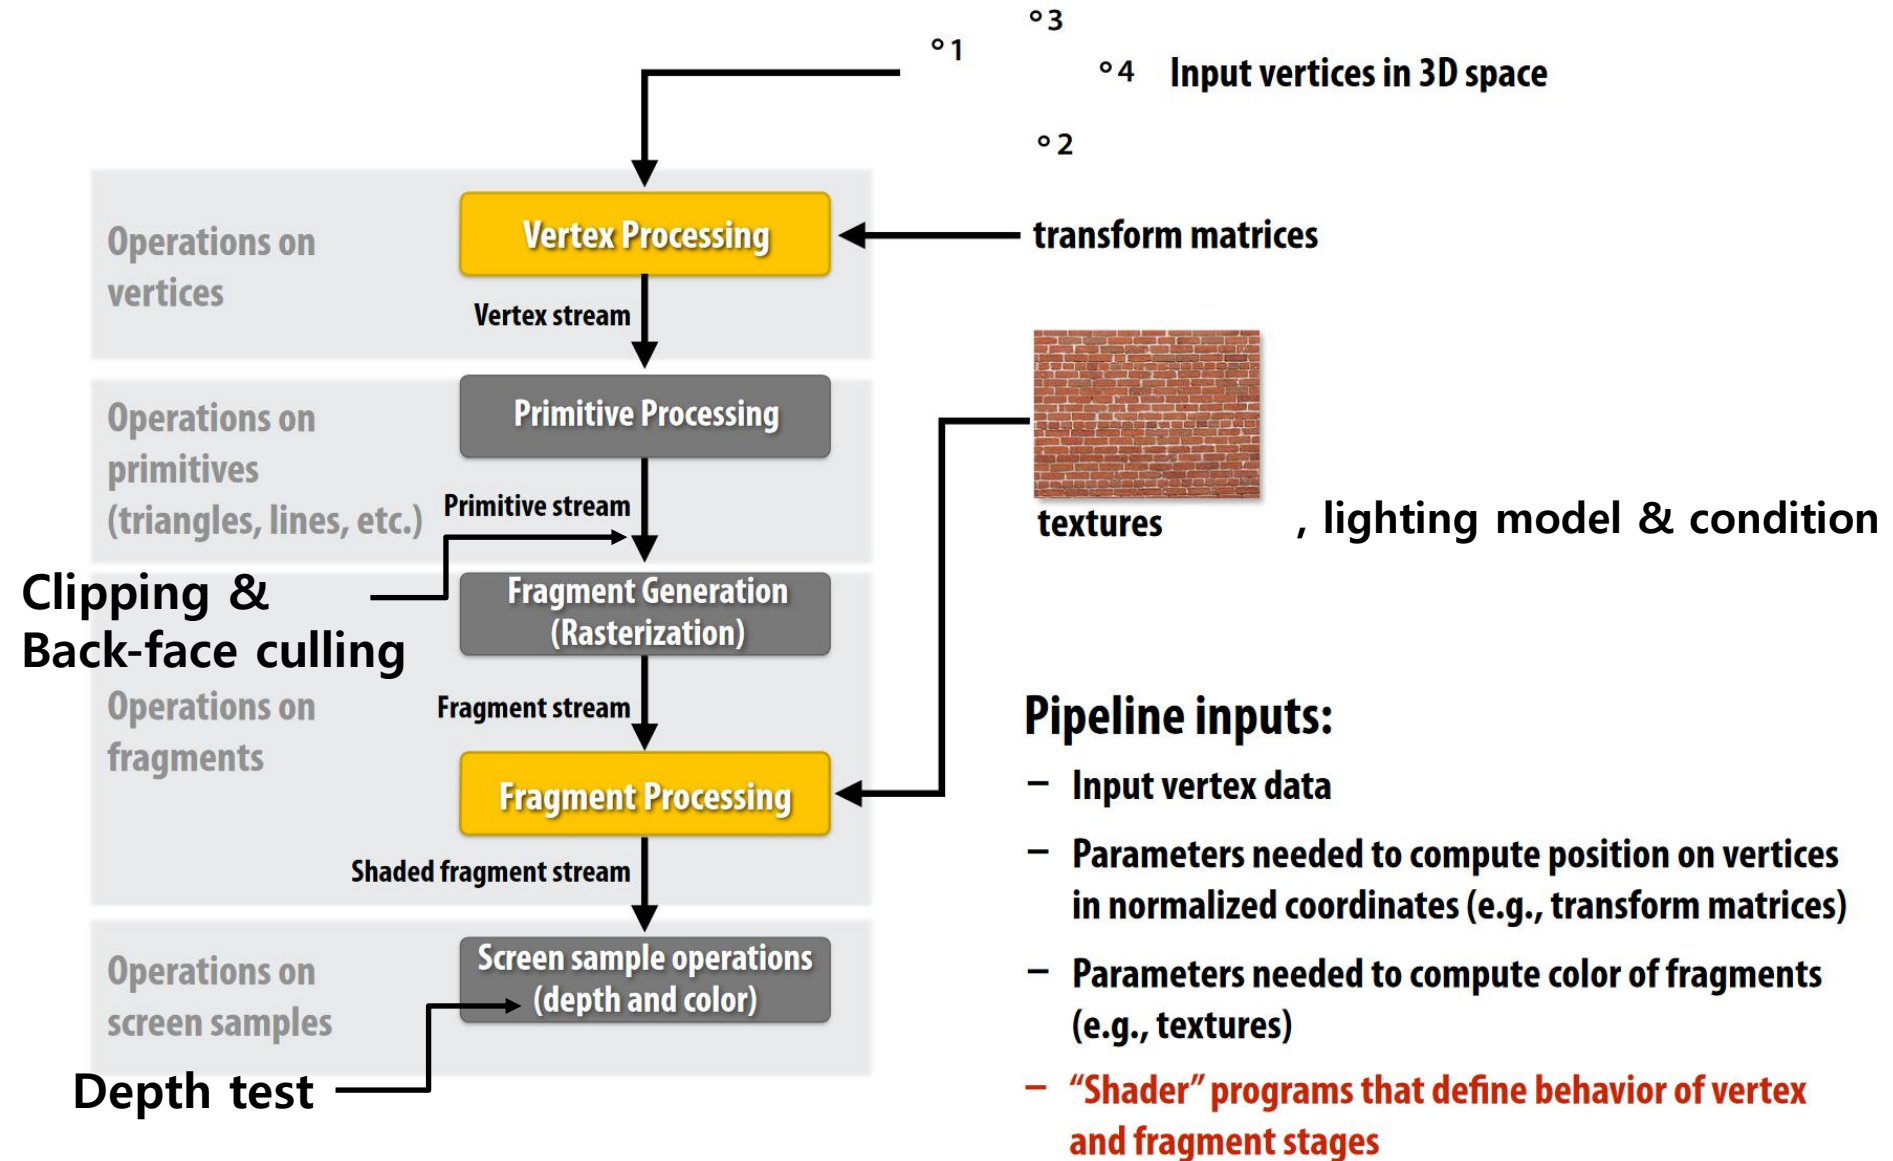 °3
°1
°4 Input vertices in 3D space
°2
Operations on
vertices
Vertex Processing
transform matrices
Vertex stream
Operations on
primitives
(triangles, lines, etc.)
Primitive Processing
Primitive stream
textures
, lighting model & condition
Clipping &
Back-face culling
Fragment Generation
(Rasterization)
Operations on
fragments
Fragment stream
Fragment Processing
Shaded fragment stream
Operations on
screen samples
Screen sample operations
(depth and color)
Depth test
Pipeline inputs:
– Input vertex data
– Parameters needed to compute position on vertices
in normalized coordinates (e.g., transform matrices)
– Parameters needed to compute color of fragments
(e.g., textures)
– “Shader” programs that define behavior of vertex
and fragment stages